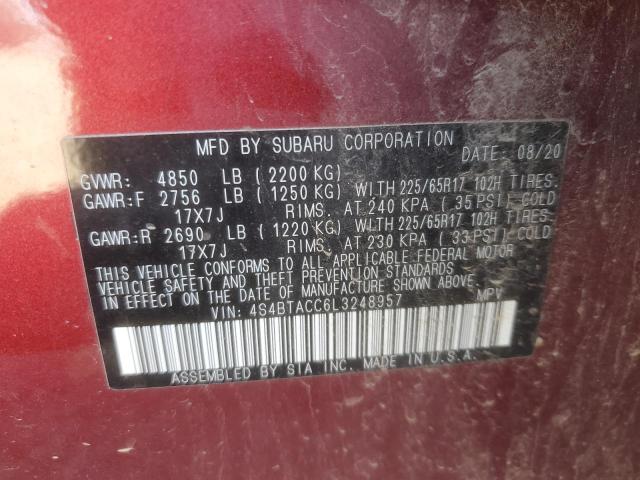 MFD BY SUBARU CORPORATION DATE: 08/20
GVWR: 4850 LB ( 2200 KG)
GAWR:F 2756 LB ( 1250 KG) WITH 225/65R17 102H TIRES.
17X7J RIMS. AT 240 KPA ( 35 PSI) COLD
GAWR:R 2690 LB ( 1220 KG) WITH 225/65R17 102H TIRES.
17X7J RIMS. AT 230 KPA ( 33 PSI) COLD
THIS VEHICLE CONFORMS TO ALL APPLICABLE FEDERAL MOTOR
VEHICLE SAFETY AND THEFT PREVENTION STANDARDS
IN EFFECT ON THE DATE OF MANUFACTURE SHOWN ABOVE.
VIN: 4S4BTACC6L3248957 MPV
ASSEMBLED BY SIA INC. MADE IN U.S.A.